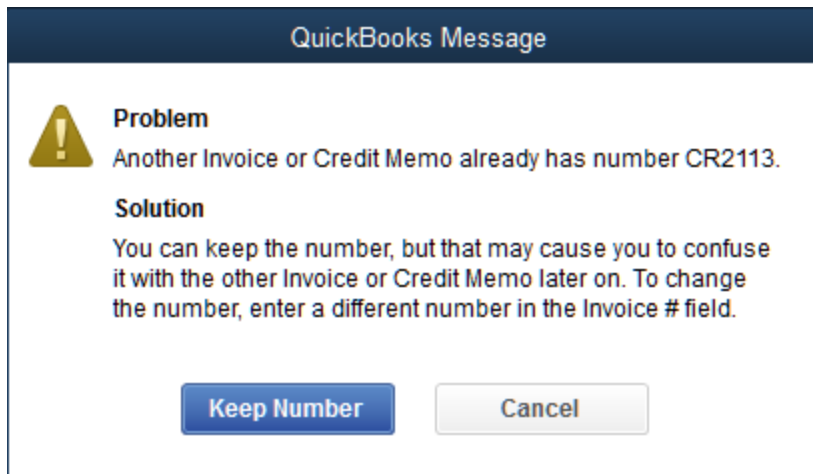 QuickBooks Message
Problem
Another Invoice or Credit Memo already has number CR2113.
Solution
You can keep the number, but that may cause you to confuse
it with the other Invoice or Credit Memo later on. To change
the number, enter a different number in the Invoice # field.
Keep Number
Cancel